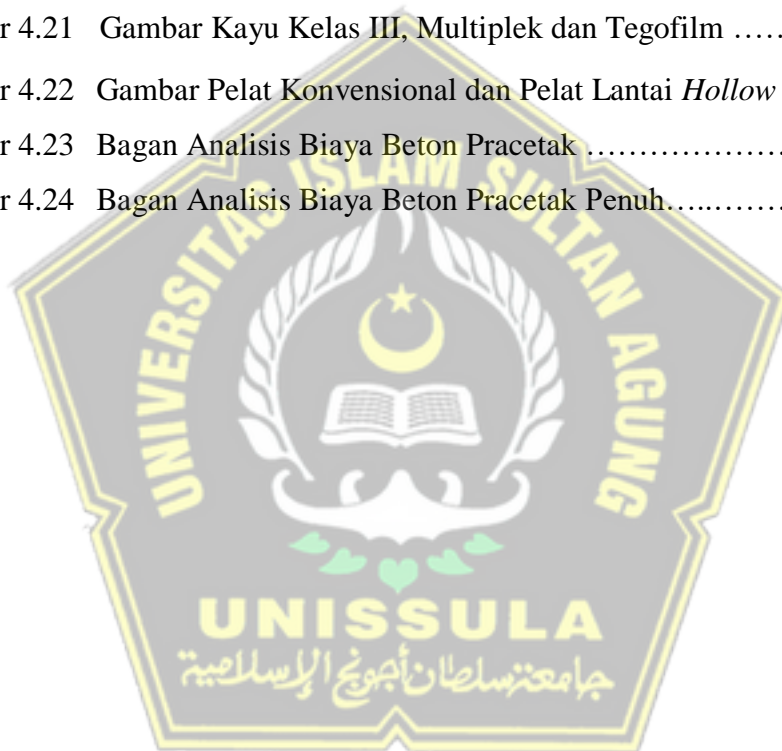 r 4.21 Gambar Kayu Kelas III, Multiplek dan Tegofilm ……
r 4.22 Gambar Pelat Konvensional dan Pelat Lantai Hollow
r 4.23 Bagan Analisis Biaya Beton Pracetak …………………
r 4.24 Bagan Analisis Biaya Beton Pracetak Penuh…..……
UNIVERSITAS ISLAM SULTAN AGUNG
UNISSULA
جامعتنسلطان أجونج الإسلامية